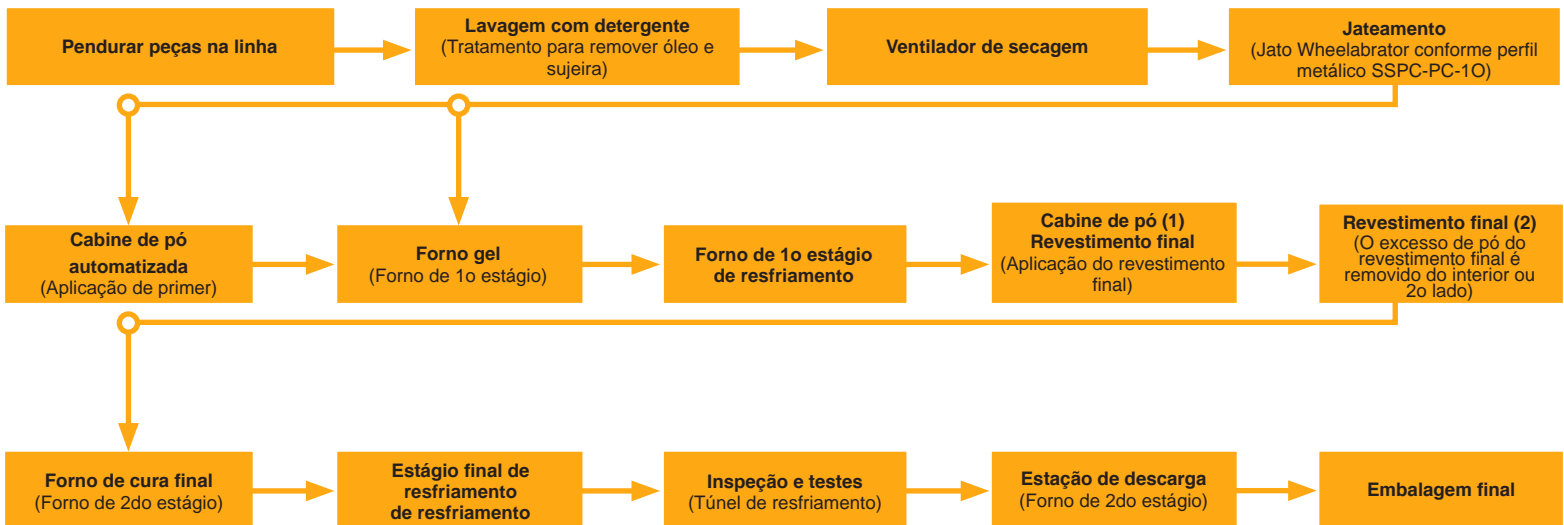 Pendurar peças na linha
Lavagem com detergente
(Tratamento para remover óleo e
sujeira)
Ventilador de secagem
Jateamento
(Jato Wheelabrator conforme perfil
metálico SSPC-PC-1O)
Cabine de pó
automatizada
(Aplicação de primer)
Forno gel
(Forno de 1o estágio)
Forno de 1o estágio
de resfriamento
Cabine de pó (1)
Revestimento final
(Aplicação do revestimento
final)
Revestimento final (2)
(O excesso de pó do
revestimento final é
removido do interior ou
2o lado)
Forno de cura final
(Forno de 2do estágio)
Estágio final de
resfriamento
de resfriamento
Inspeção e testes
(Túnel de resfriamento)
Estação de descarga
(Forno de 2do estágio)
Embalagem final